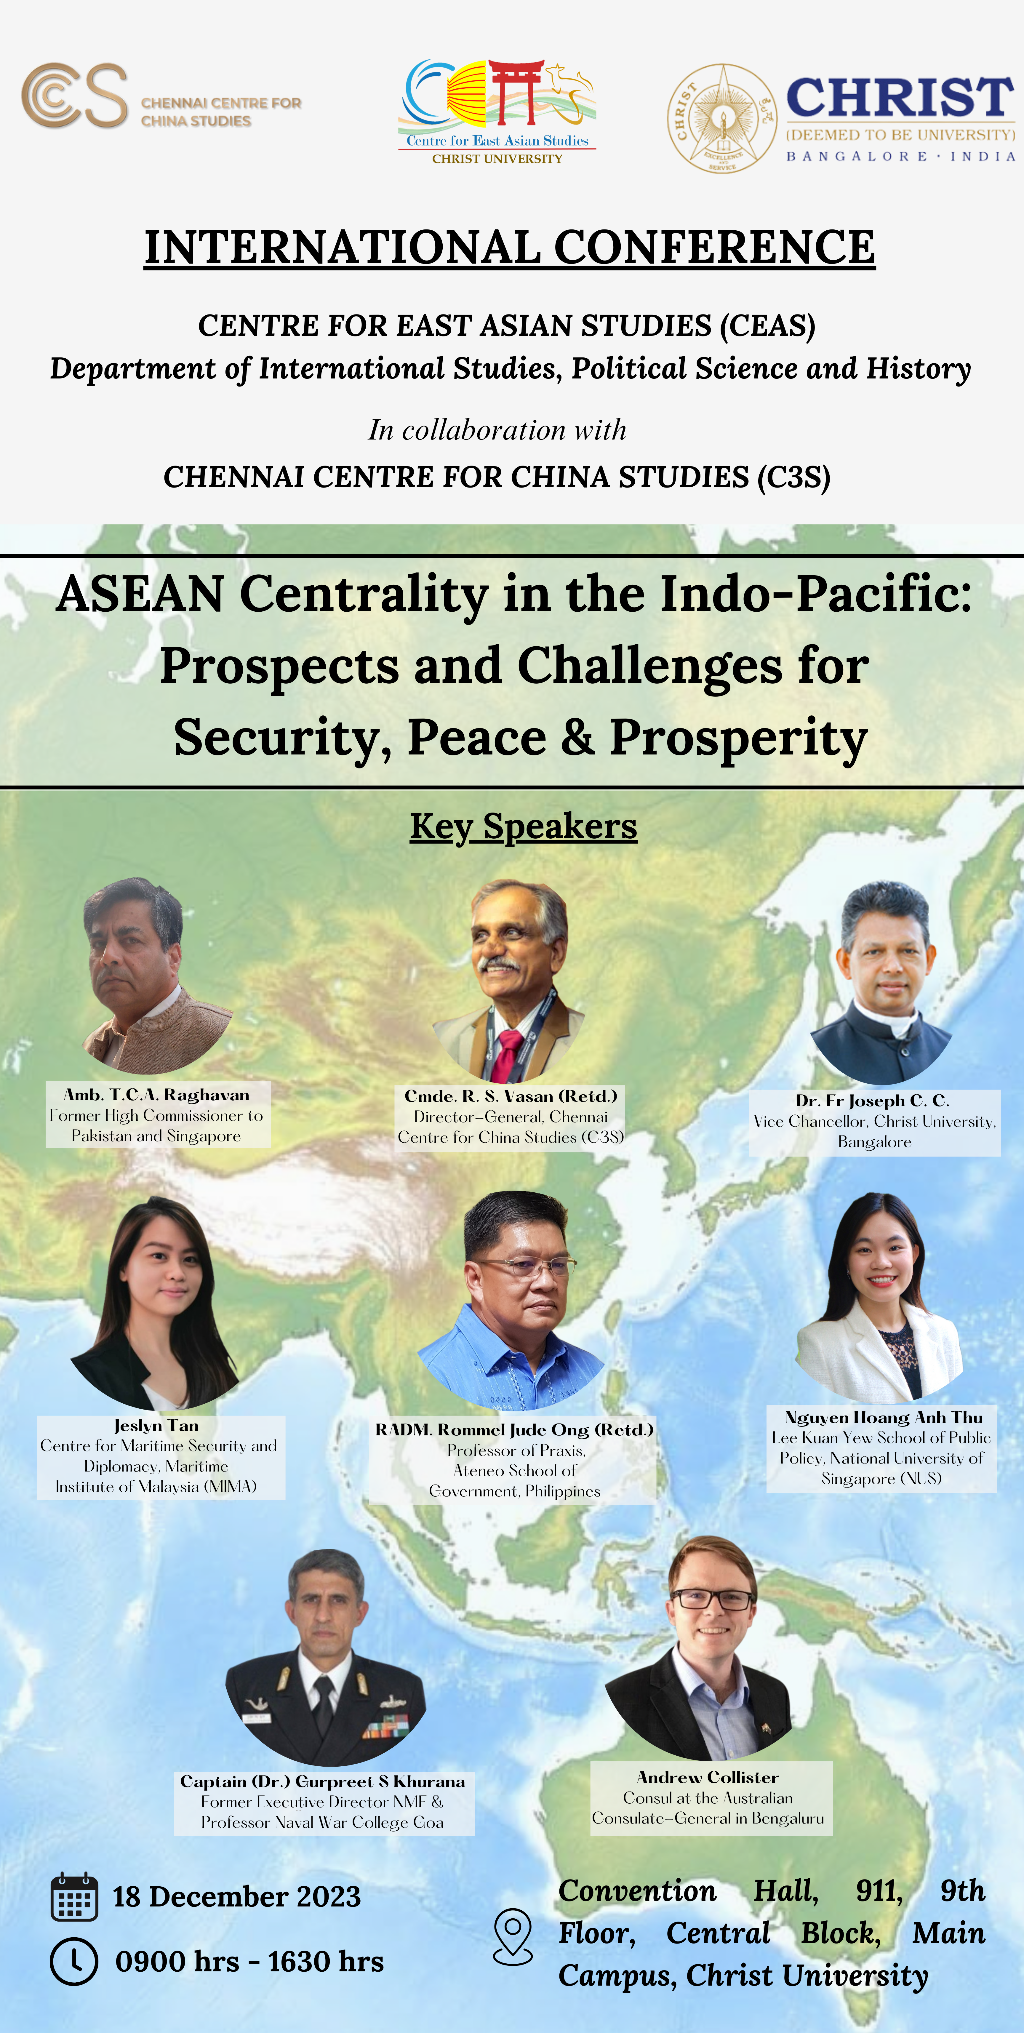 CCCS
CHENNAI CENTRE FOR
CHINA STUDIES
Centre for East Asian Studies
CHRIST UNIVERSITY
CHRIST
EXCELLENCE
AND
SERVICE
CHRIST
(DEEMED TO BE UNIVERSITY)
BANGALORE · INDIA
INTERNATIONAL CONFERENCE
CENTRE FOR EAST ASIAN STUDIES (CEAS)
Department of International Studies, Political Science and History
In collaboration with
CHENNAI CENTRE FOR CHINA STUDIES (C3S)
ASEAN Centrality in the Indo-Pacific:
Prospects and Challenges for
Security, Peace & Prosperity
Key Speakers
Amb. T.C.A. Raghavan
Former High Commissioner to
Pakistan and Singapore
Cmde. R. S. Vasan (Retd.)
Director-General, Chennai
Centre for China Studies (C3S)
Dr. Fr Joseph C. C.
Vice Chancellor, Christ University,
Bangalore
Jeslyn Tan
Centre for Maritime Security and
Diplomacy, Maritime
Institute of Malaysia (MIMA)
RADM. Rommel Jude Ong (Retd.)
Professor of Praxis,
Ateneo School of
Government, Philippines
Nguyen Hoang Anh Thu
Lee Kuan Yew School of Public
Policy, National University of
Singapore (NUS)
Captain (Dr.) Gurpreet S Khurana
Former Executive Director NMF &
Professor Naval War College Goa
Andrew Collister
Consul at the Australian
Consulate-General in Bengaluru
18 December 2023
0900 hrs - 1630 hrs
Convention Hall, 911, 9th
Floor, Central Block, Main
Campus, Christ University